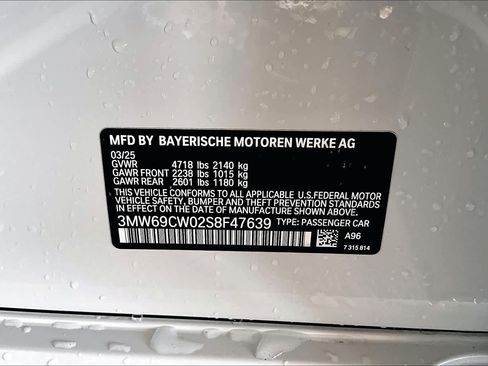 MFD BY BAYERISCHE MOTOREN WERKE AG
03/25
GVWR 4718 lbs 2140 kg
GAWR FRONT 2238 lbs 1015 kg
GAWR REAR 2601 lbs 1180 kg
THIS CONFORMS TO ALL APPLICABLE U.S. FEDERAL MOTOR
VEHICLE SAFETY, BUMPER AND THEFT PREVENTION
STANDARDS IN EFFECT ON THE DATE OF MANUFACTURE SHOWN ABOVE.
3MW69CW02S8F47639 TYPE: PASSENGER CAR
A96
7 315 814